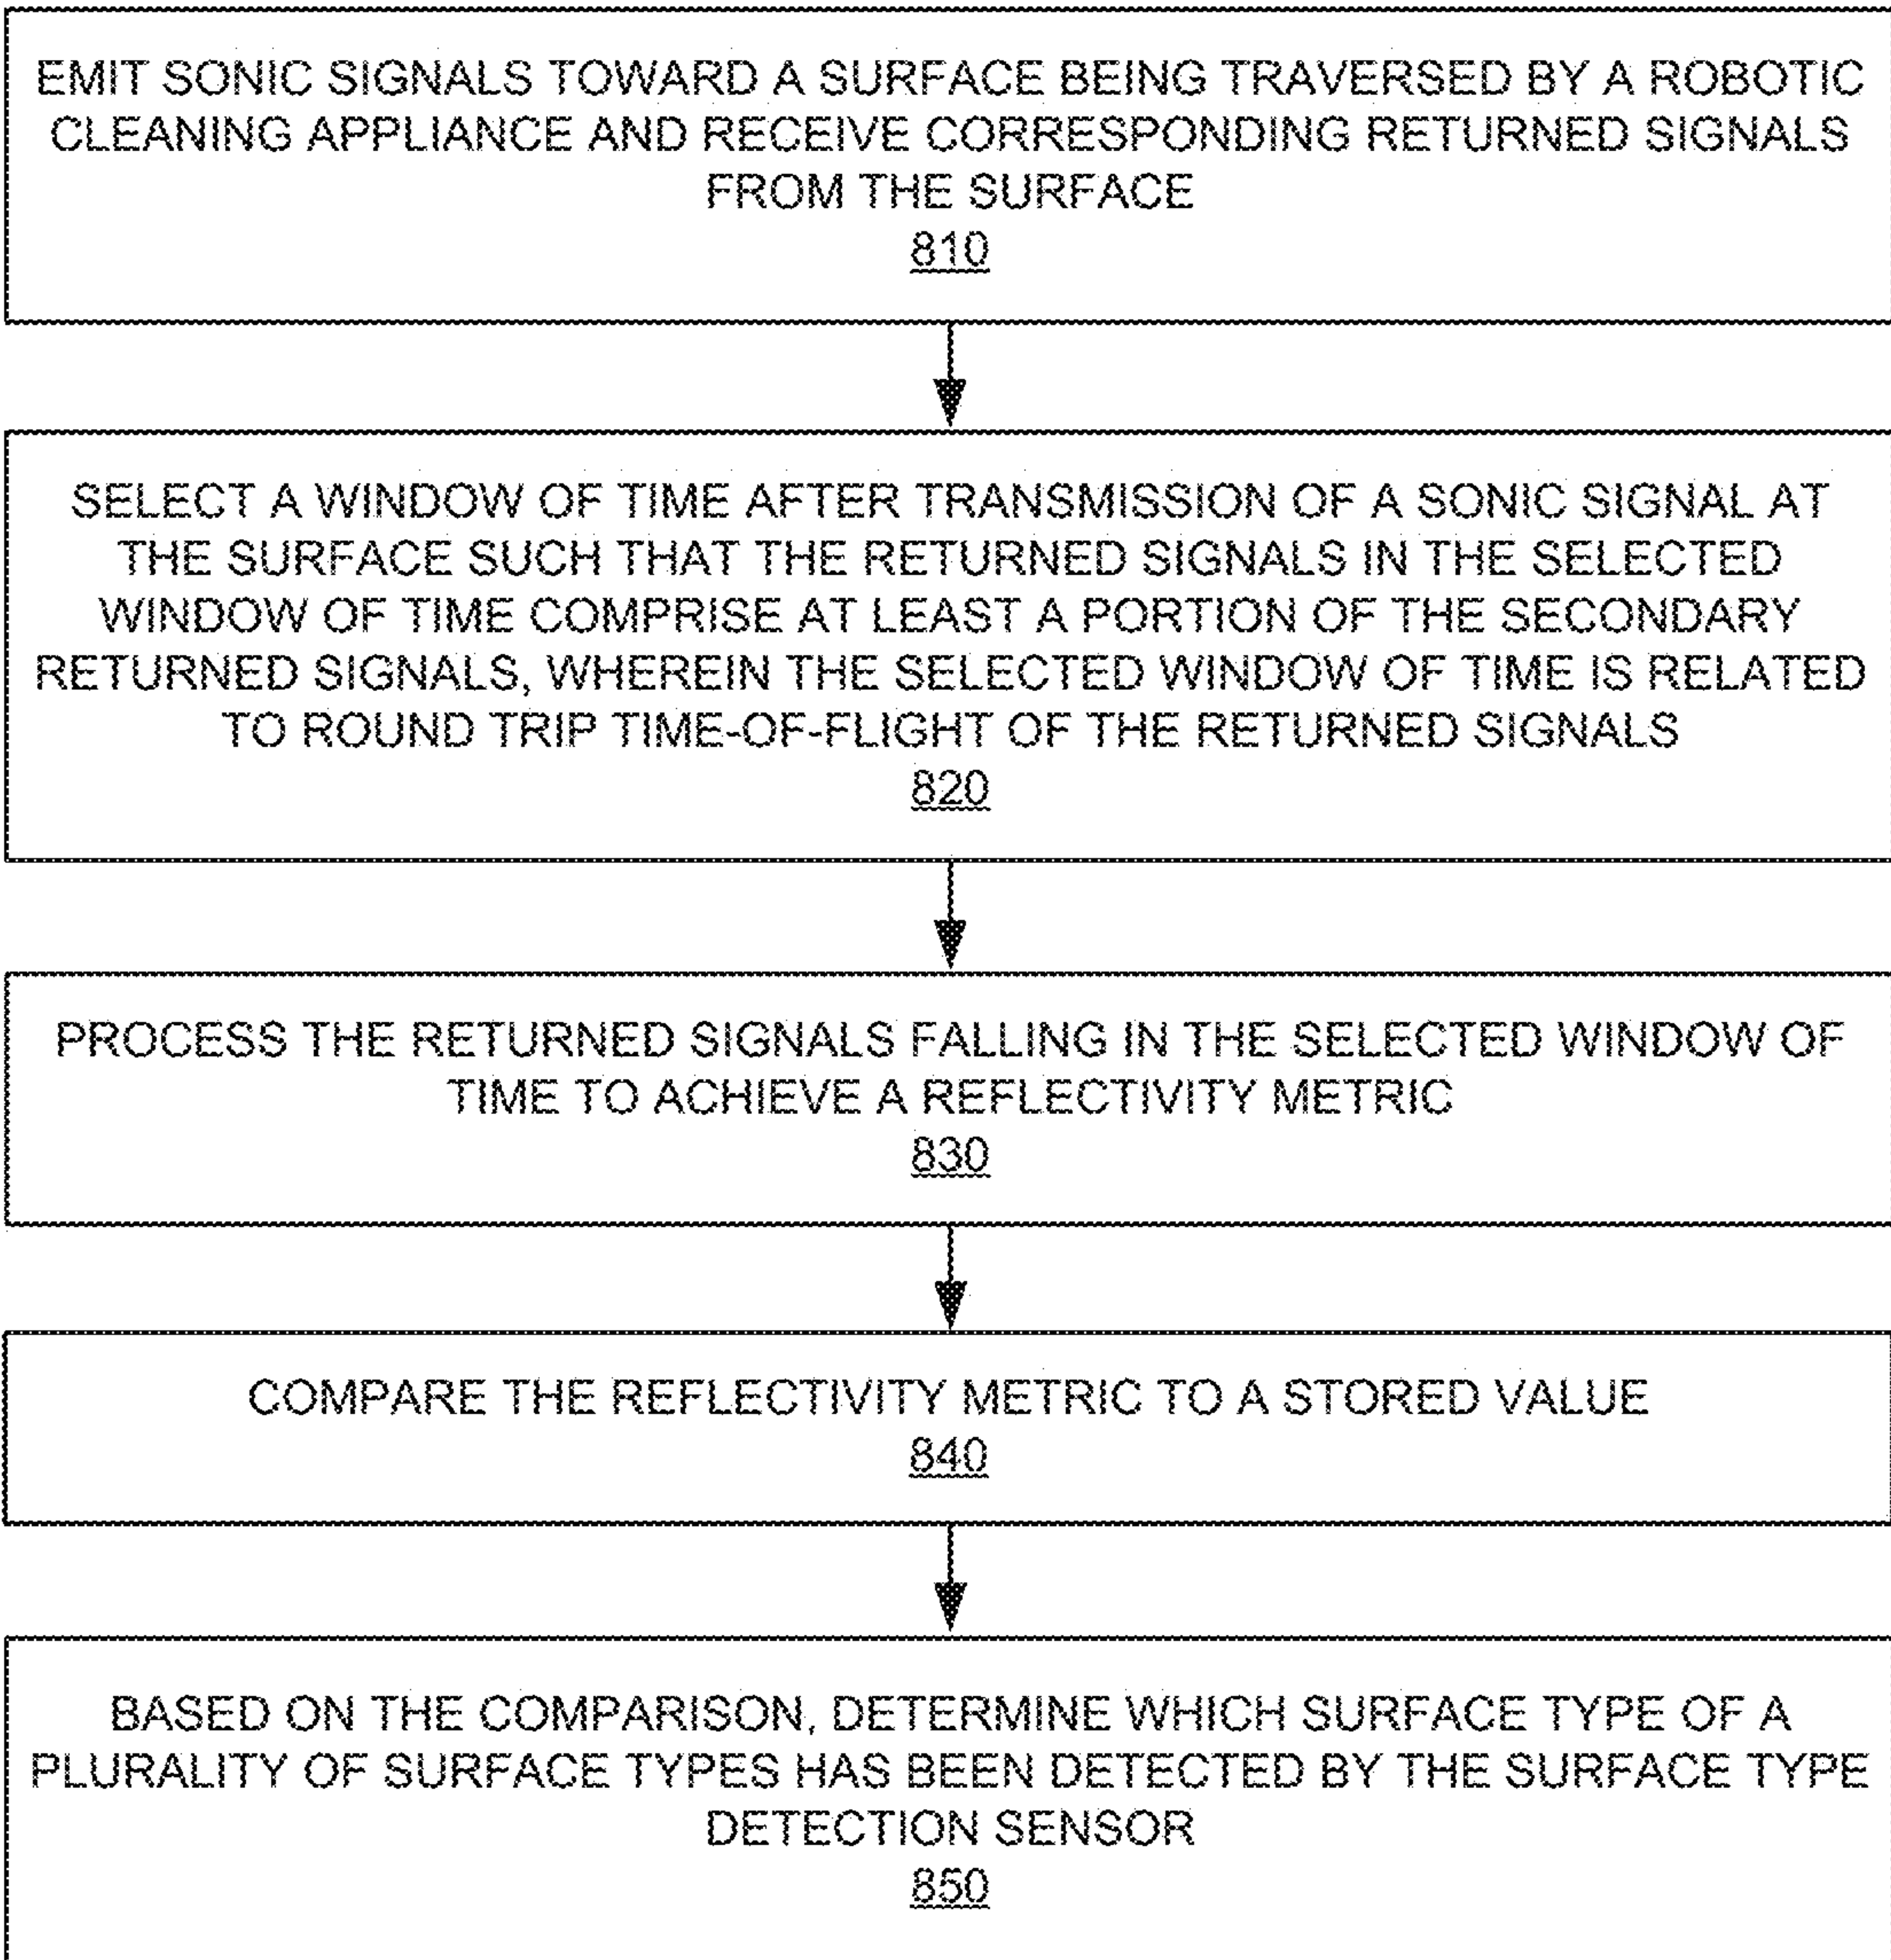 EMIT SONIC SIGNALS TOWARD A SURFACE BEING TRAVERSED BY A ROBOTIC
CLEANING APPLIANCE AND RECEIVE CORRESPONDING RETURNED SIGNALS
FROM THE SURFACE
810
SELECT A WINDOW OF TIME AFTER TRANSMISSION OF A SONIC SIGNAL AT
THE SURFACE SUCH THAT THE RETURNED SIGNALS IN THE SELECTED
WINDOW OF TIME COMPRISE AT LEAST A PORTION OF THE SECONDARY
RETURNED SIGNALS, WHEREIN THE SELECTED WINDOW OF TIME IS RELATED
TO ROUND TRIP TIME-OF-FLIGHT OF THE RETURNED SIGNALS
820
PROCESS THE RETURNED SIGNALS FALLING IN THE SELECTED WINDOW OF
TIME TO ACHIEVE A REFLECTIVITY METRIC
830
COMPARE THE REFLECTIVITY METRIC TO A STORED VALUE
840
BASED ON THE COMPARISON, DETERMINE WHICH SURFACE TYPE OF A
PLURALITY OF SURFACE TYPES HAS BEEN DETECTED BY THE SURFACE TYPE
DETECTION SENSOR
850